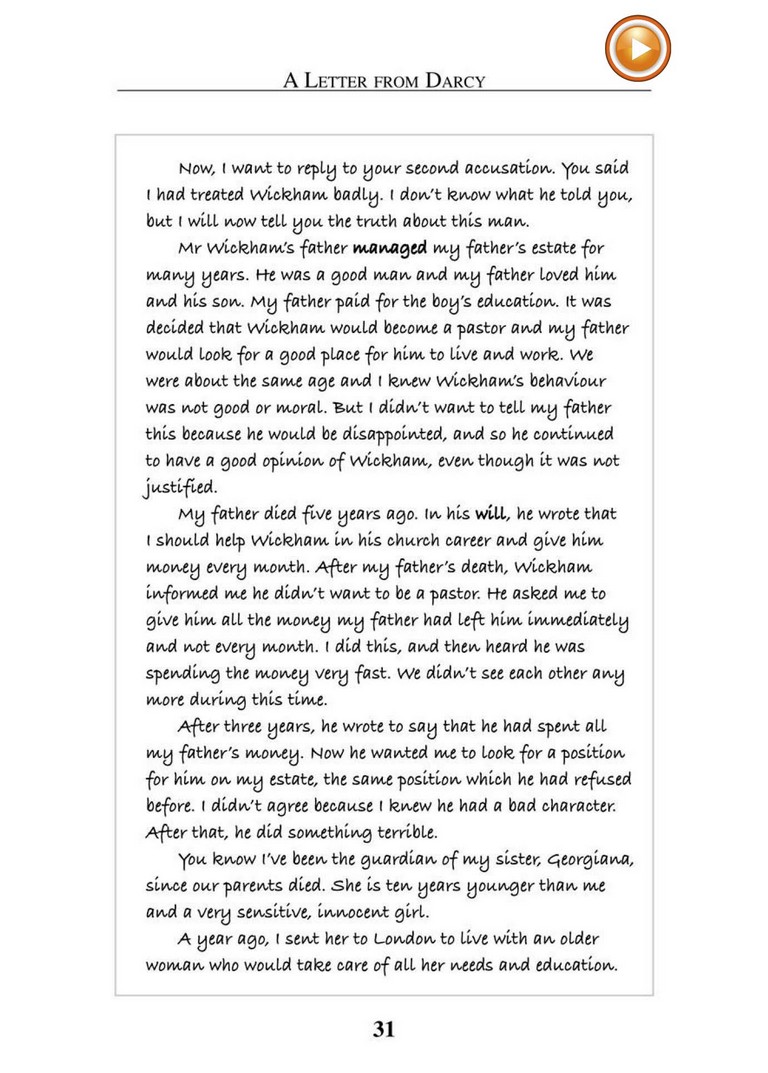 A Letter from Darcy
Now, I want to reply to your second accusation. You said
I had treated Wickham badly. I don't know what he told you,
but I will now tell you the truth about this man.
Mr Wickham's father managed my father's estate for
many years. He was a good man and my father loved him
and his son. My father paid for the boy's education. It was
decided that Wickham would become a pastor and my father
would look for a good place for him to live and work. We
were about the same age and I knew Wickham's behaviour
was not good or moral. But I didn't want to tell my father
this because he would be disappointed, and so he continued
to have a good opinion of Wickham, even though it was not
justified.
My father died five years ago. In his will, he wrote that
I should help Wickham in his church career and give him
money every month. After my father's death, Wickham
informed me he didn't want to be a pastor. He asked me to
give him all the money my father had left him immediately
and not every month. I did this, and then heard he was
spending the money very fast. We didn't see each other any
more during this time.
After three years, he wrote to say that he had spent all
my father's money. Now he wanted me to look for a position
for him on my estate, the same position which he had refused
before. I didn't agree because I knew he had a bad character.
After that, he did something terrible.
You know I've been the guardian of my sister, Georgiana,
since our parents died. She is ten years younger than me
and a very sensitive, innocent girl.
A year ago, I sent her to London to live with an older
woman who would take care of all her needs and education.
31